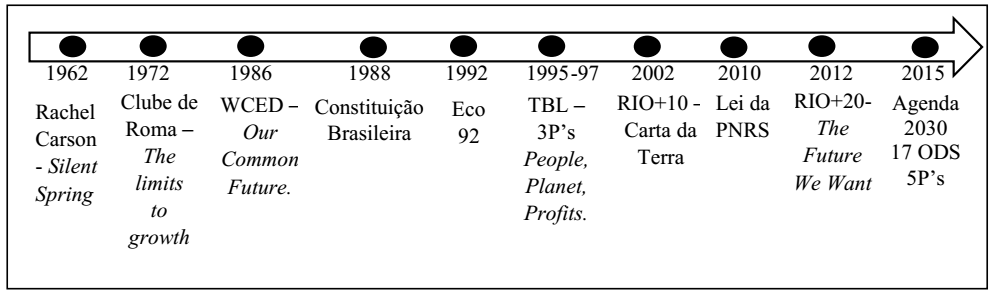 1962
Rachel
Carson
- Silent
Spring
1972
Clube de
Roma –
The
limits
to
growth
1986
WCED –
Our
Common
Future.
1988
Constituição
Brasileira
1992
Eco
92
1995-97
TBL –
3P's
People,
Planet,
Profits.
2002
RIO+10 -
Carta da
Terra
2010
Lei da
PNRS
2012
RIO+20-
The
Future
We Want
2015
Agenda
2030
17 ODS
5P's